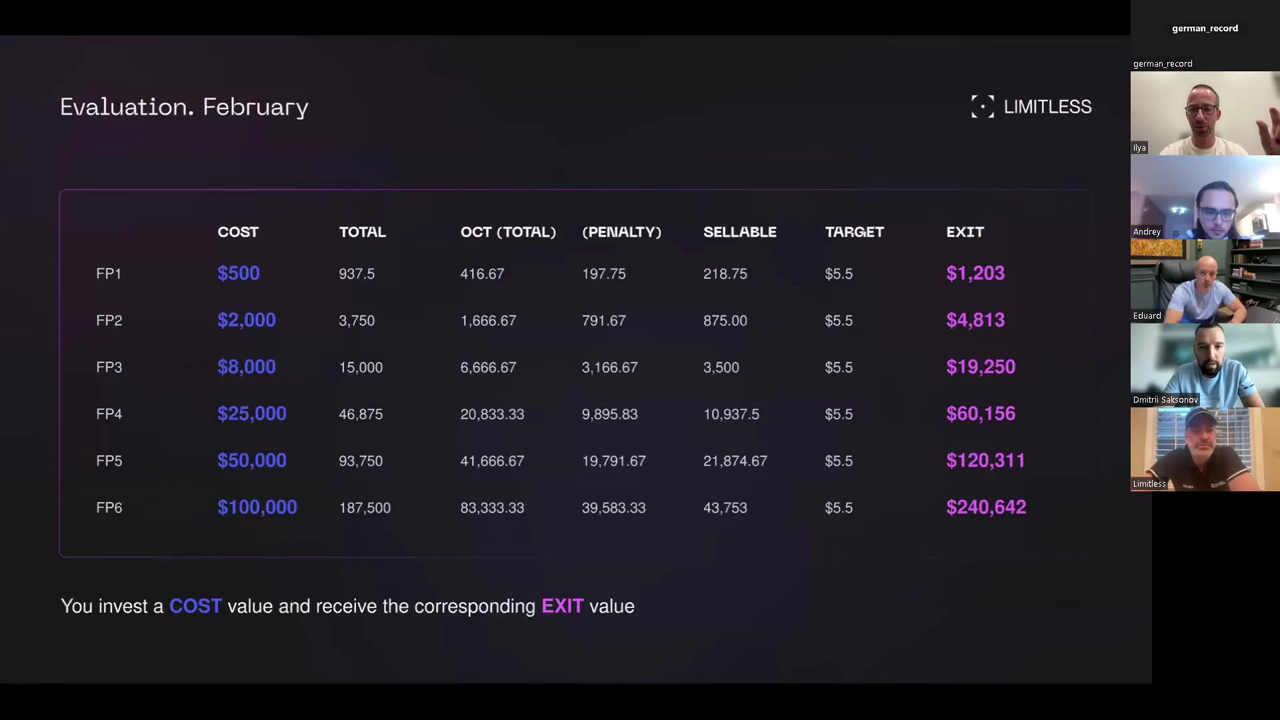 german_record
german_record
Evaluation. February
LIMITLESS
Ilya
COST TOTAL OCT (TOTAL) (PENALTY) SELLABLE TARGET EXIT
FP1 $500 937.5 416.67 197.75 218.75 $5.5 $1,203
Andrey
FP2 $2,000 3,750 1,666.67 791.67 875.00 $5.5 $4,813
Eduard
FP3 $8,000 15,000 6,666.67 3,166.67 3,500 $5.5 $19,250
Dmitrii Saksonov
FP4 $25,000 46,875 20,833.33 9,895.83 10,937.5 $5.5 $60,156
FP5 $50,000 93,750 41,666.67 19,791.67 21,874.67 $5.5 $120,311
Limitless
FP6 $100,000 187,500 83,333.33 39,583.33 43,753 $5.5 $240,642
You invest a COST value and receive the corresponding EXIT value